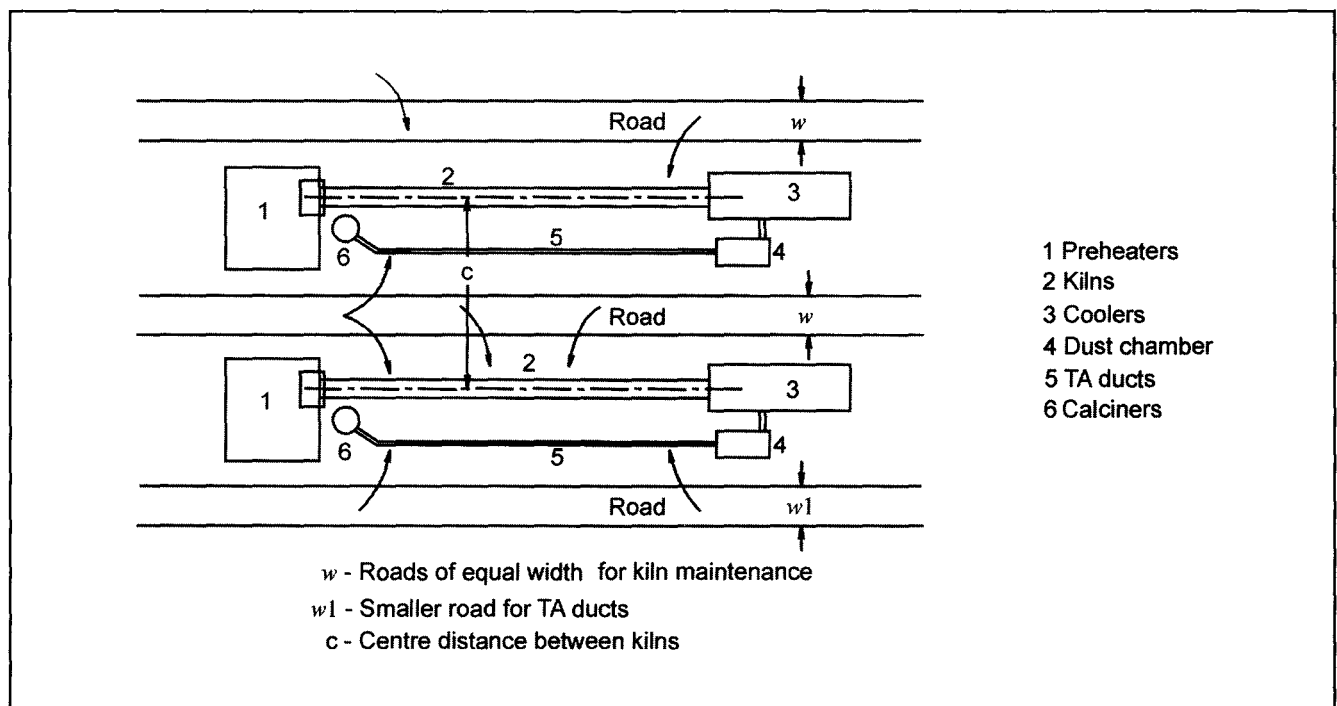 Road w
2
3
1
5
4
6
c
Road w
2
3
1
4
6
5
Road w1
1 Preheaters
2 Kilns
3 Coolers
4 Dust chamber
5 TA ducts
6 Calciners
w - Roads of equal width for kiln maintenance
w1 - Smaller road for TA ducts
c - Centre distance between kilns